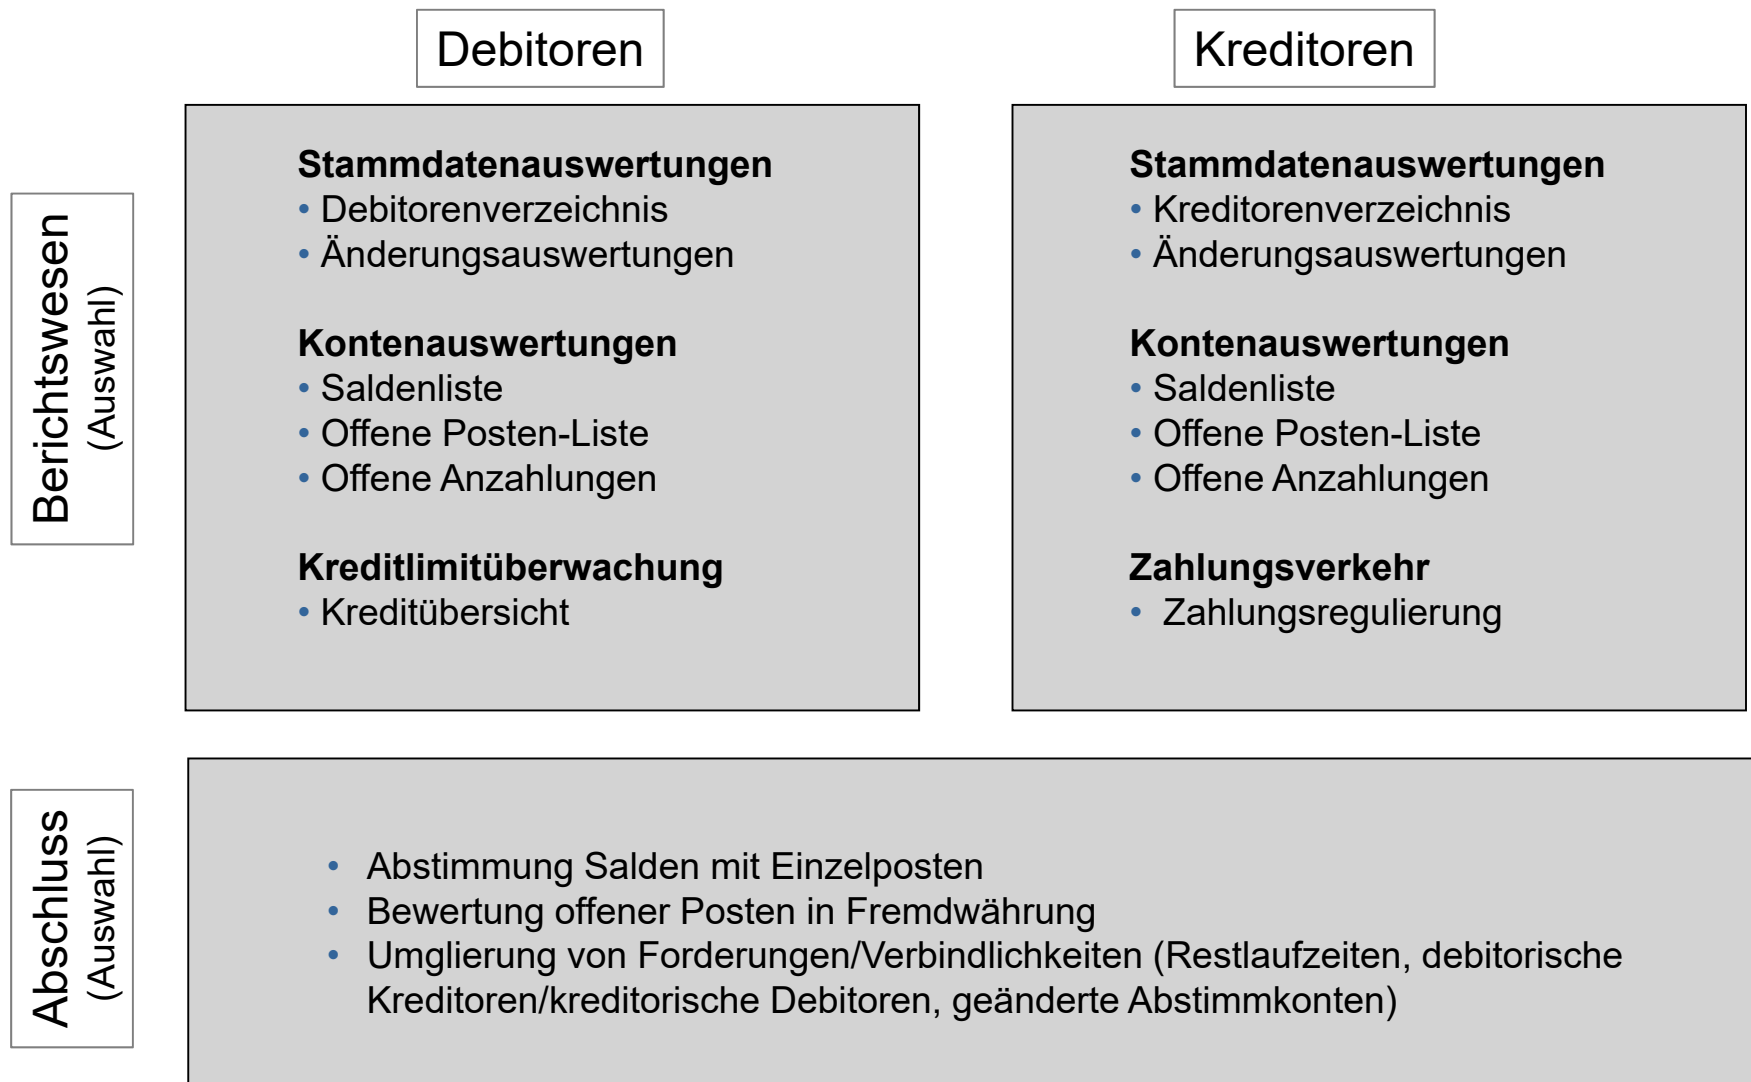 Debitoren
Kreditoren
Berichtswesen
(Auswahl)
Stammdatenauswertungen
• Debitorenverzeichnis
• Änderungsauswertungen
Kontenauswertungen
• Saldenliste
• Offene Posten-Liste
• Offene Anzahlungen
Kreditlimitüberwachung
• Kreditübersicht
Stammdatenauswertungen
• Kreditorenverzeichnis
• Änderungsauswertungen
Kontenauswertungen
• Saldenliste
• Offene Posten-Liste
• Offene Anzahlungen
Zahlungsverkehr
• Zahlungsregulierung
Abschluss
(Auswahl)
• Abstimmung Salden mit Einzelposten
• Bewertung offener Posten in Fremdwährung
• Umglierung von Forderungen/Verbindlichkeiten (Restlaufzeiten, debitorische
Kreditoren/kreditorische Debitoren, geänderte Abstimmkonten)